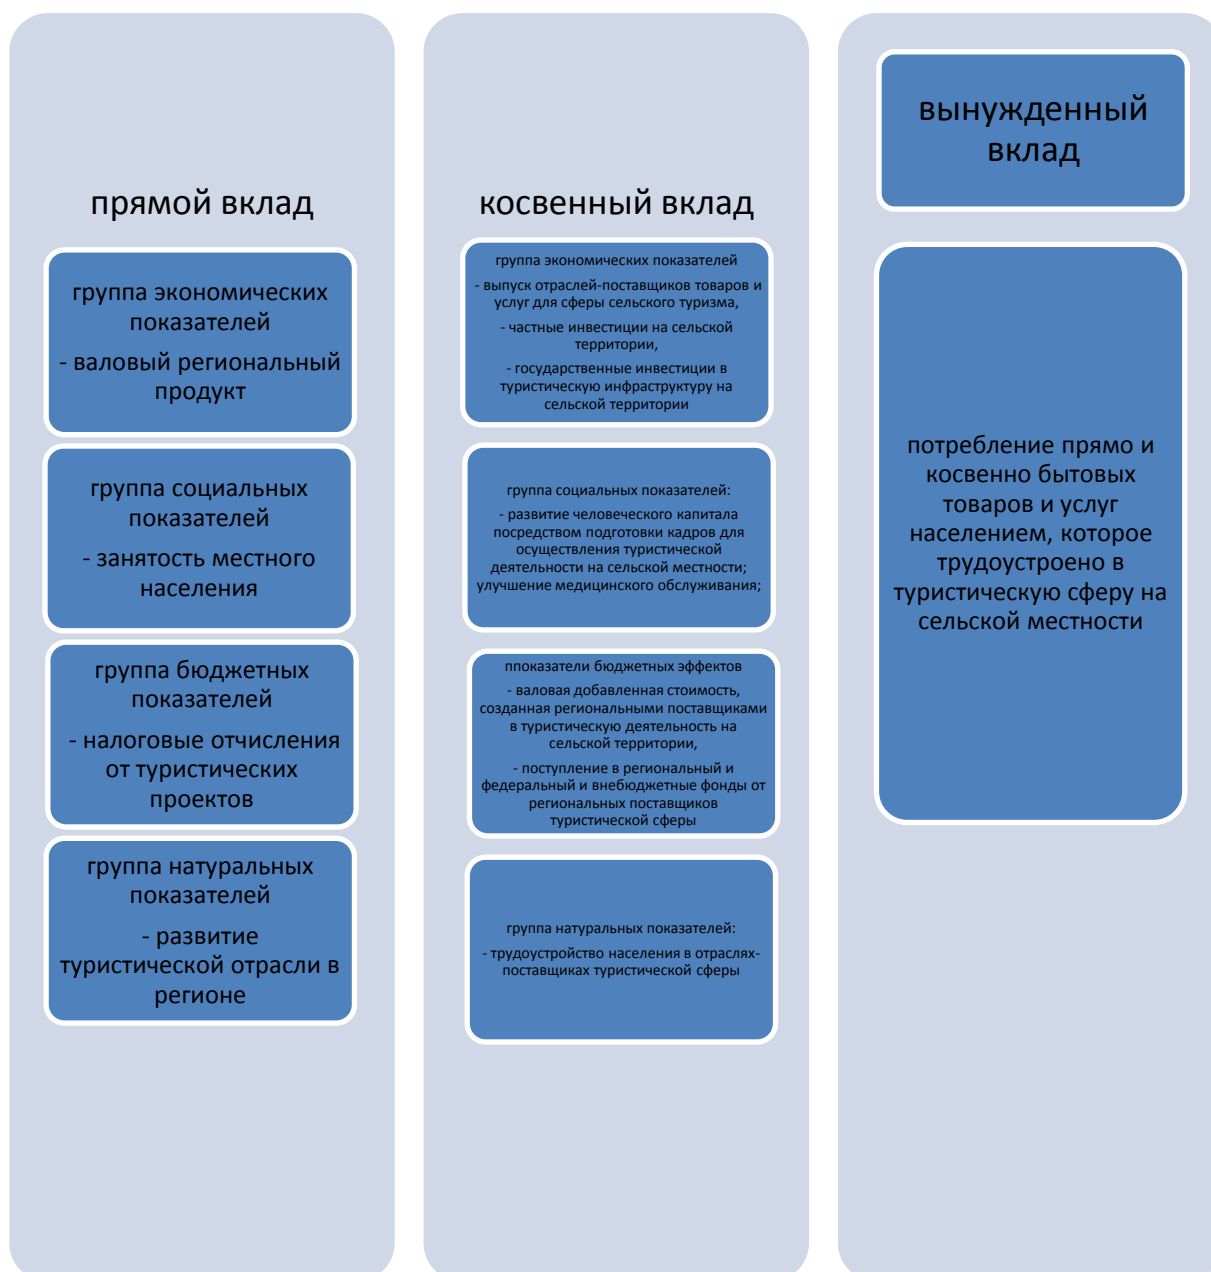 прямой вклад
группа экономических
показателей
- валовый региональный
продукт
группа социальных
показателей
- занятость местного
населения
группа бюджетных
показателей
- налоговые отчисления
от туристических
проектов
группа натуральных
показателей
- развитие
туристической отрасли в
регионе
косвенный вклад
группа экономических показателей
- выпуск отраслей-поставщиков товаров и
услуг для сферы сельского туризма,
- частные инвестиции на сельской
территории,
- государственные инвестиции в
туристическую инфраструктуру на
сельской территории
группа социальных показателей:
- развитие человеческого капитала
посредством подготовки кадров для
осуществления туристической
деятельности на сельской местности;
улучшение медицинского обслуживания;
ппоказатели бюджетных эффектов
- валовая добавленная стоимость,
созданная региональными поставщиками
в туристическую деятельность на
сельской территории,
- поступление в региональный и
федеральный и внебюджетные фонды от
региональных поставщиков
туристической сферы
группа натуральных показателей:
- трудоустройство населения в отраслях-
поставщиках туристической сферы
вынужденный
вклад
потребление прямо и
косвенно бытовых
товаров и услуг
населением, которое
трудоустроено в
туристическую сферу на
сельской местности